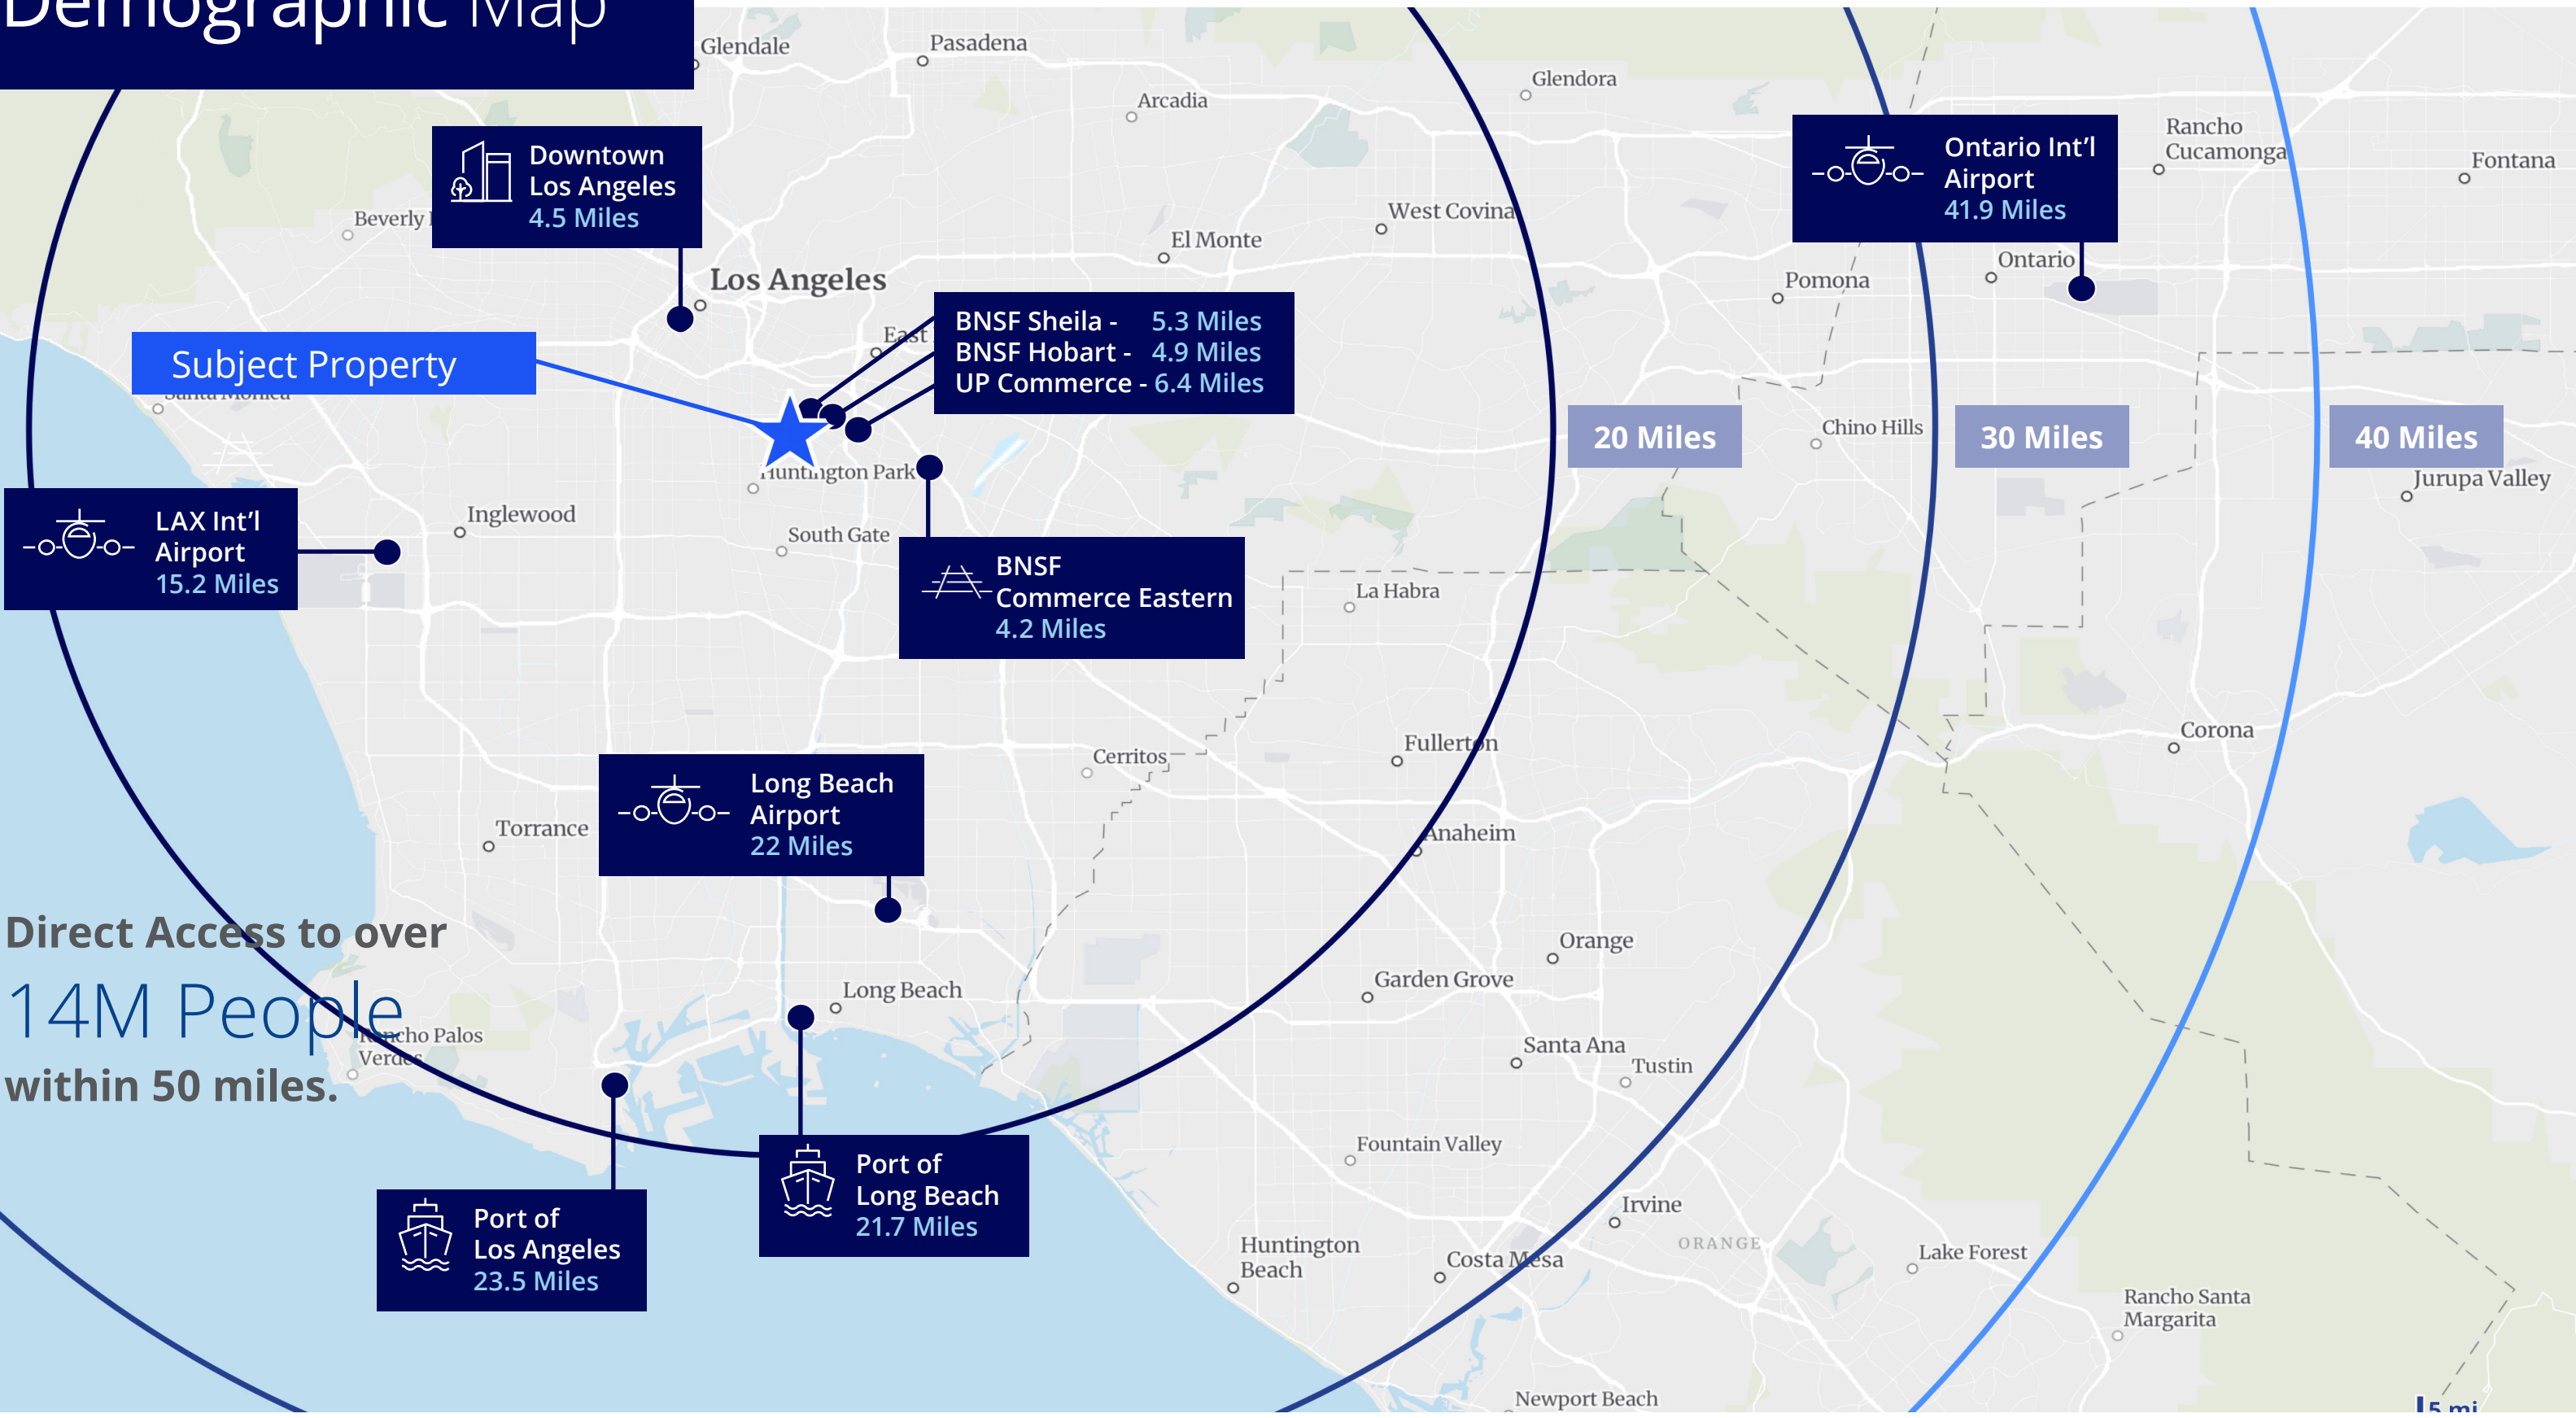 Demographic Map
Glendale
Pasadena
Glendora
Arcadia
Downtown
Los Angeles
4.5 Miles
Ontario Int'l
Airport
41.9 Miles
Rancho
Cucamonga
Fontana
Beverly
West Covina
El Monte
Los Angeles
Ontario
Pomona
BNSF Sheila - 5.3 Miles
BNSF Hobart - 4.9 Miles
UP Commerce - 6.4 Miles
East
Subject Property
Santa Monica
20 Miles
Chino Hills
30 Miles
40 Miles
Huntington Park
Jurupa Valley
LAX Int'l
Airport
15.2 Miles
Inglewood
South Gate
BNSF
Commerce Eastern
4.2 Miles
La Habra
Corona
Fullerton
Cerritos
Long Beach
Airport
22 Miles
Torrance
Anaheim
Direct Access to over
14M People
within 50 miles.
Orange
Garden Grove
Long Beach
Rancho Palos
Verdes
Santa Ana
Tustin
Fountain Valley
Port of
Long Beach
21.7 Miles
Port of
Los Angeles
23.5 Miles
Irvine
ORANGE
Huntington
Beach
Costa Mesa
Lake Forest
Rancho Santa
Margarita
Newport Beach
5 mi